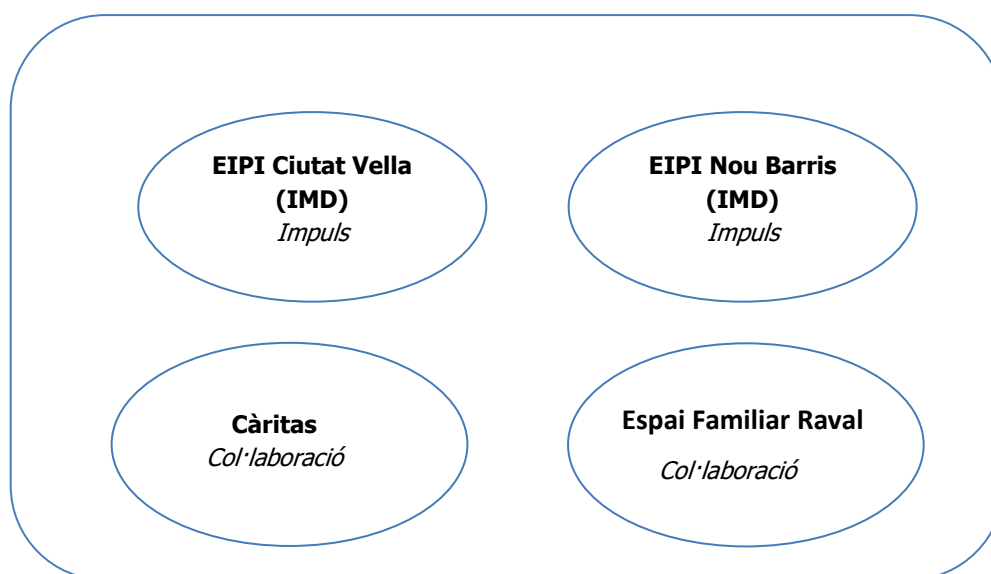 EIPI Ciutat Vella
(IMD)
Impuls
EIPI Nou Barris
(IMD)
Impuls
Càritas
Col·laboració
Espai Familiar Raval
Col·laboració